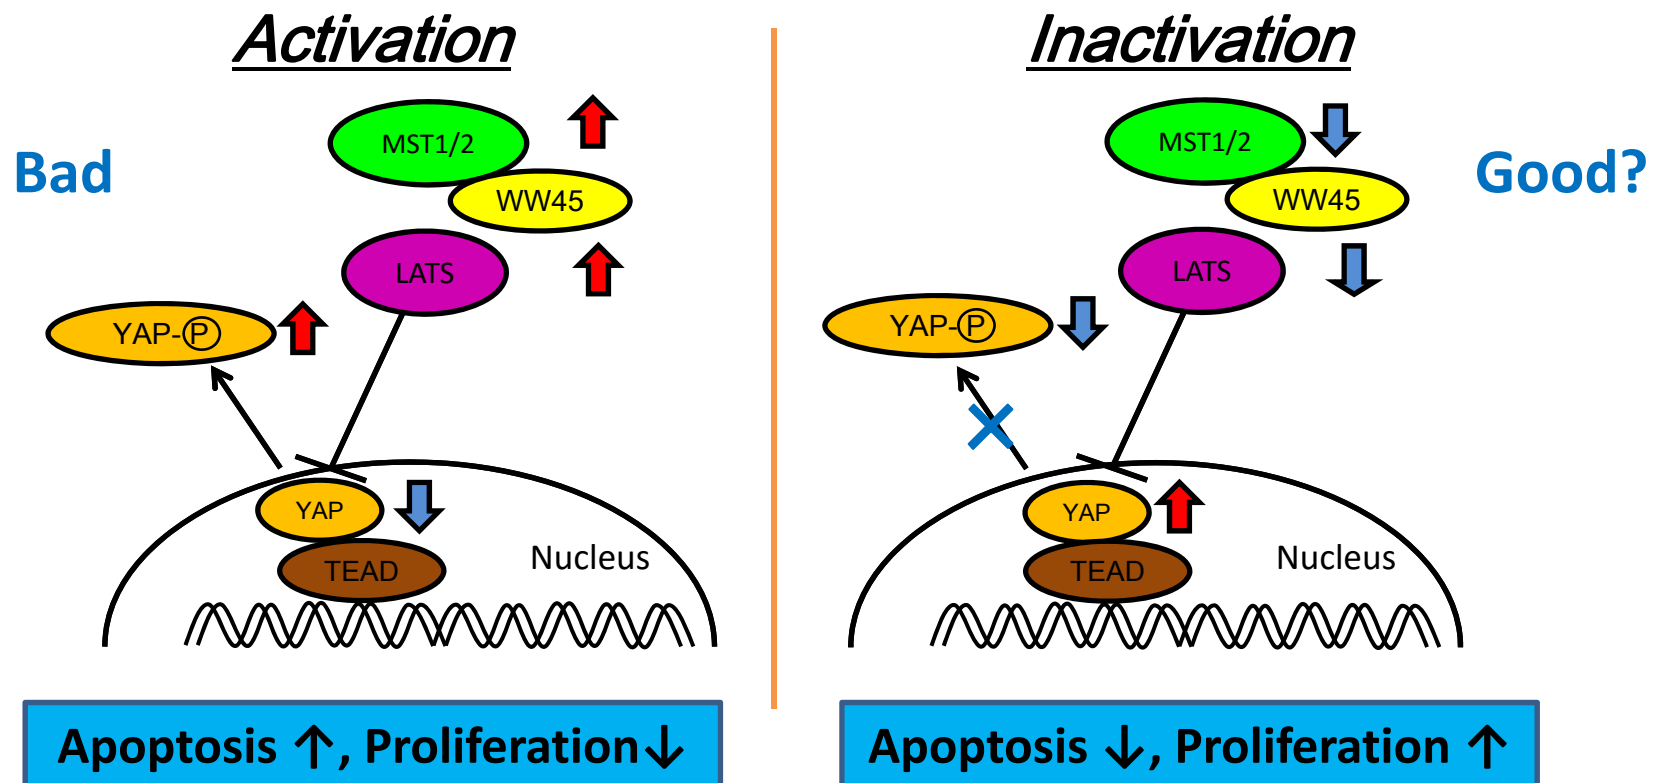 Activation
MST1/2
Bad
WW45
LATS
YAP-Ⓟ
YAP
Nucleus
TEAD
Apoptosis ↑, Proliferation↓
Inactivation
MST1/2
Good?
WW45
LATS
YAP-Ⓟ
YAP
Nucleus
TEAD
Apoptosis ↓, Proliferation ↑